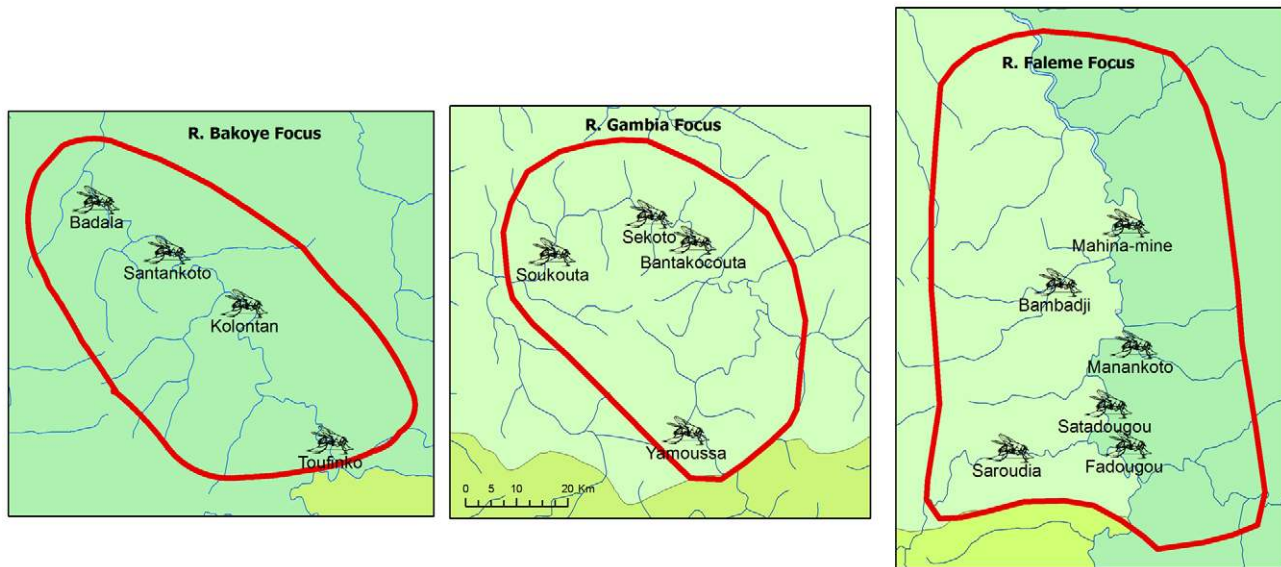 R. Bakoye Focus
Badala
Santankoto
Kolontan
Toufinko
R. Gambia Focus
Sekoto
Bantakocouta
Soukouta
Yamoussa
0 5 10 20 Km
R. Faleme Focus
Mahina-mine
Bambadji
Manankoto
Satadougou
Fadougou
Saroudia